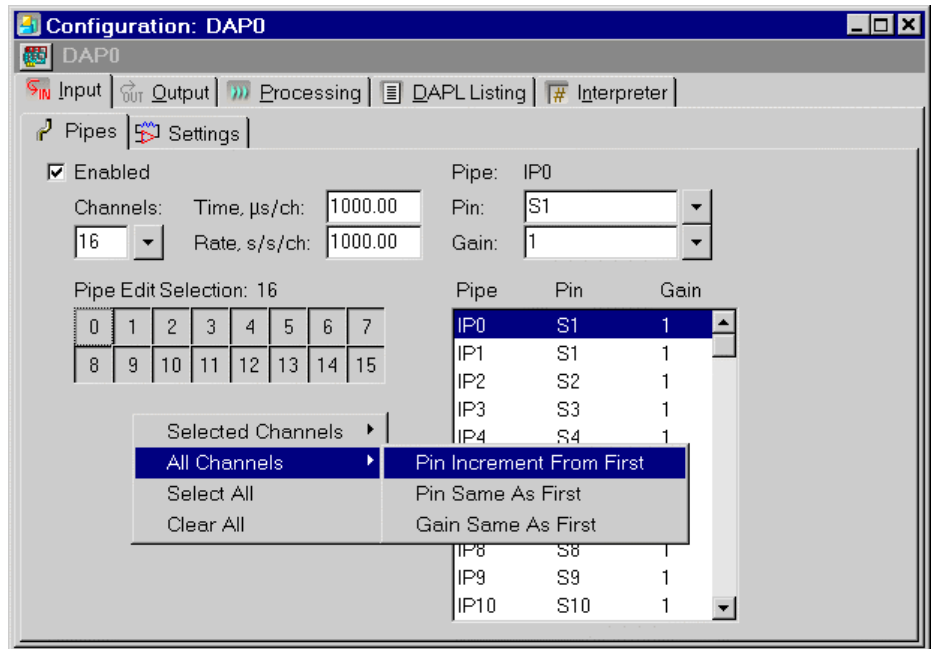 Configuration: DAP0
DAP0
IN Input OUT Output Processing DAPL Listing # Interpreter
Pipes Settings
Enabled Pipe: IP0
Channels: Time, µs/ch: 1000.00 Pin: S1
16 Rate, s/s/ch: 1000.00 Gain: 1
Pipe Edit Selection: 16 Pipe Pin Gain
0 1 2 3 4 5 6 7 IP0 S1 1
IP1 S1 1
8 9 10 11 12 13 14 15
IP2 S2 1
IP3 S3 1
Selected Channels IP4 S4 1
All Channels Pin Increment From First
Select All Pin Same As First
Clear All Gain Same As First
IP8 S8 1
IP9 S9 1
IP10 S10 1